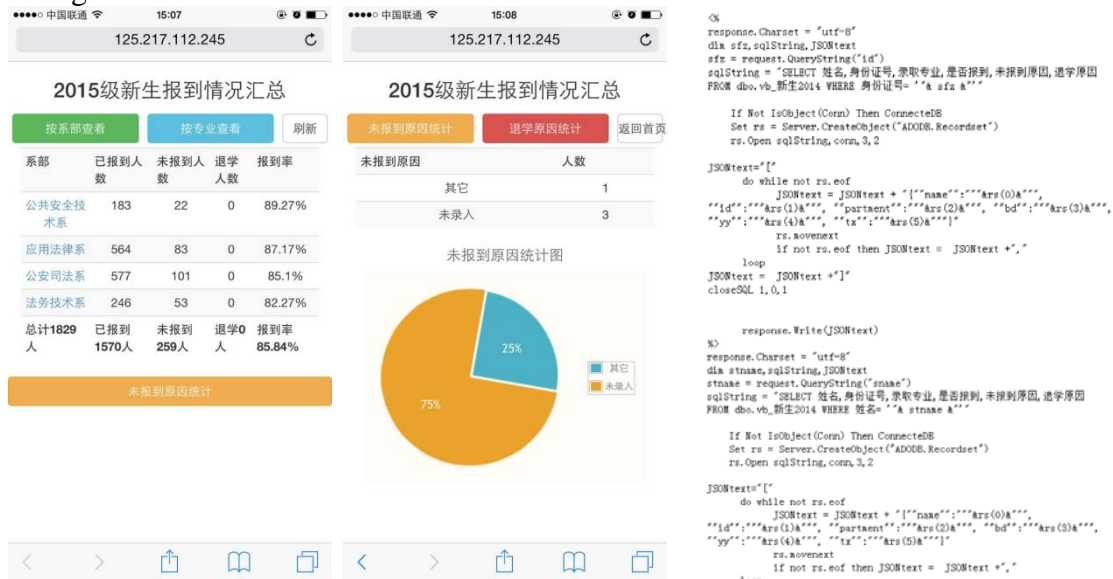 中国联通
15:07
125.217.112.245
2015级新生报到情况汇总
按系部查看 按专业查看 刷新
系部 已报到人数 未报到人数 退学人数 报到率
公共安全技术系 183 22 0 89.27%
应用法律系 564 83 0 87.17%
公安司法系 577 101 0 85.1%
法务技术系 246 53 0 82.27%
总计1829人 已报到1570人 未报到259人 退学0人 报到率85.84%
未报到原因统计
中国联通
15:08
125.217.112.245
2015级新生报到情况汇总
未报到原因统计 退学原因统计 返回首页
未报到原因 人数
其它 1
未录入 3
未报到原因统计图
25%
75%
其它
未录入
<%
response.Charset = "utf-8"
dim sfz,sqlString,JSONtext
sfz = request.QueryString("id")
sqlString = "SELECT 姓名,身份证号,录取专业,是否报到,未报到原因,退学原因
FROM dbo.vb_新生2014 WHERE 身份证号= '"& sfz &"'"
If Not IsObject(Conn) Then ConnecteDB
Set rs = Server.CreateObject("ADODB.Recordset")
rs.Open sqlString,conn,3,2
JSONtext="["
do while not rs.eof
JSONtext = JSONtext + "{""name"":"""&rs(0)&""",
""id"":"""&rs(1)&""", ""partment"":"""&rs(2)&""", ""bd"":"""&rs(3)&""",
""yy"":"""&rs(4)&""", ""tx"":"""&rs(5)&"""}"
rs.movenext
if not rs.eof then JSONtext = JSONtext +","
loop
JSONtext = JSONtext +"]"
closeSQL 1,0,1
response.Write(JSONtext)
%>
response.Charset = "utf-8"
dim stname,sqlString,JSONtext
stname = request.QueryString("sname")
sqlString = "SELECT 姓名,身份证号,录取专业,是否报到,未报到原因,退学原因
FROM dbo.vb_新生2014 WHERE 姓名= '"& stname &"'"
If Not IsObject(Conn) Then ConnecteDB
Set rs = Server.CreateObject("ADODB.Recordset")
rs.Open sqlString,conn,3,2
JSONtext="["
do while not rs.eof
JSONtext = JSONtext + "{""name"":"""&rs(0)&""",
""id"":"""&rs(1)&""", ""partment"":"""&rs(2)&""", ""bd"":"""&rs(3)&""",
""yy"":"""&rs(4)&""", ""tx"":"""&rs(5)&"""}"
rs.movenext
if not rs.eof then JSONtext = JSONtext +","